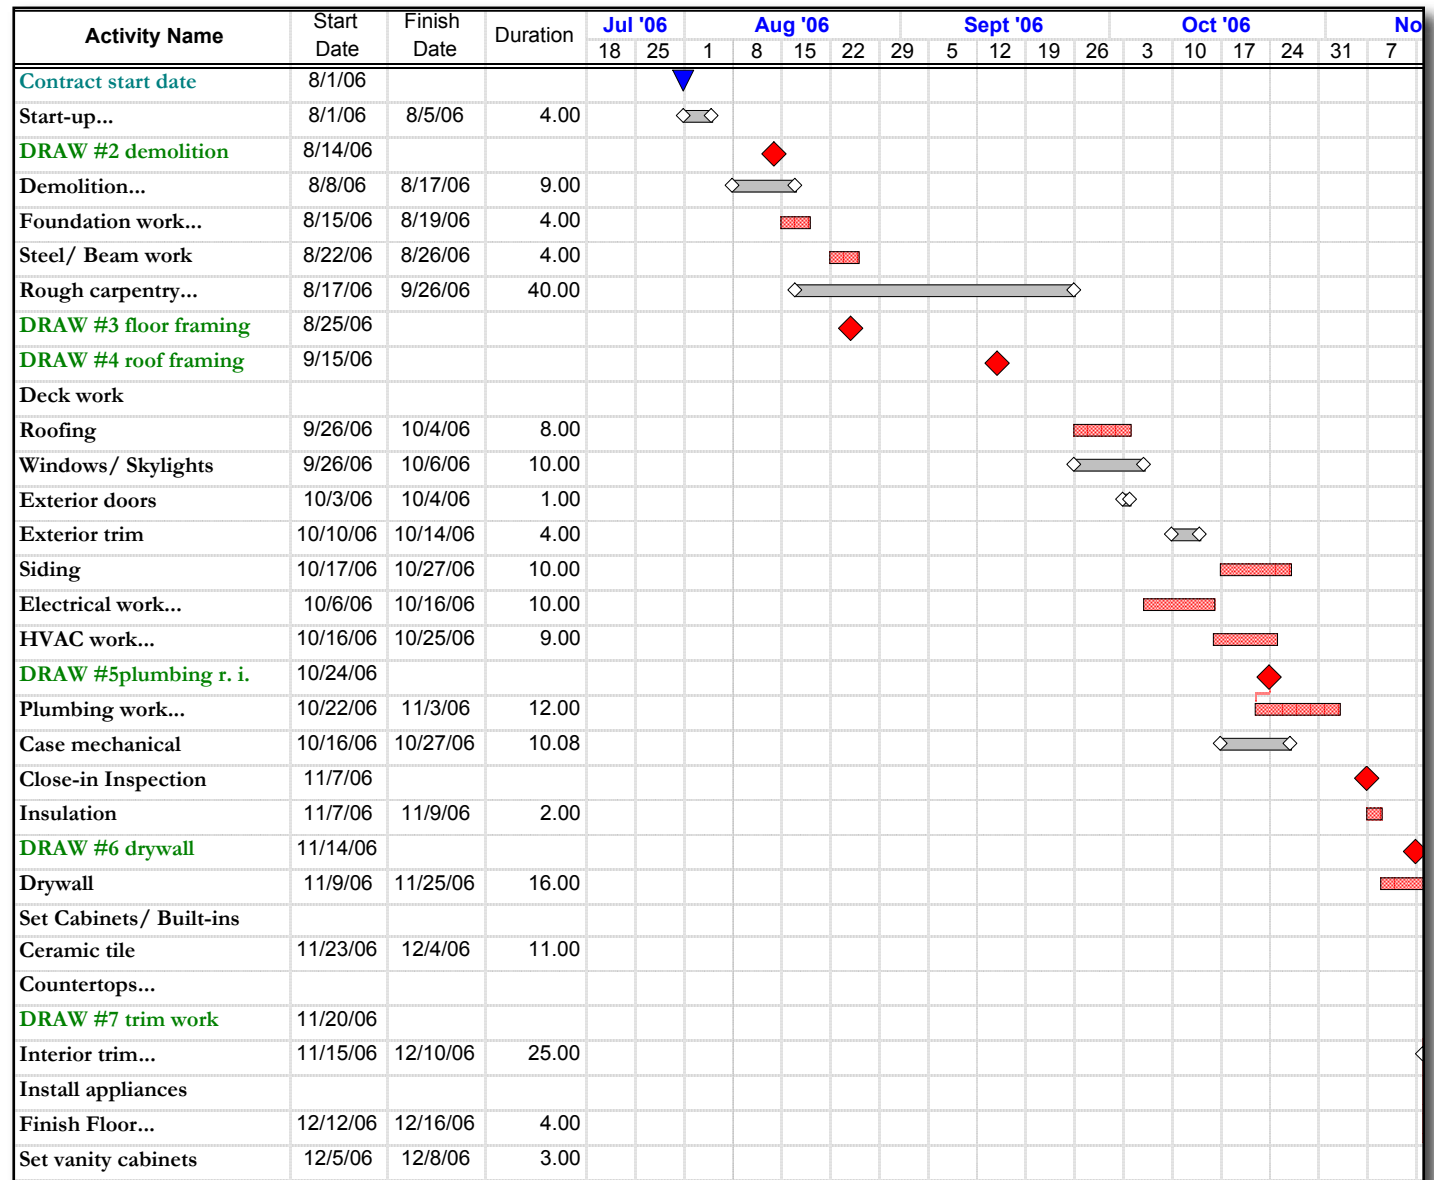 Activity Name Start Date Finish Date Duration Jul '06 Aug '06 Sept '06 Oct '06 No
18 25 1 8 15 22 29 5 12 19 26 3 10 17 24 31 7
Contract start date 8/1/06
Start-up... 8/1/06 8/5/06 4.00
DRAW #2 demolition 8/14/06
Demolition... 8/8/06 8/17/06 9.00
Foundation work... 8/15/06 8/19/06 4.00
Steel/ Beam work 8/22/06 8/26/06 4.00
Rough carpentry... 8/17/06 9/26/06 40.00
DRAW #3 floor framing 8/25/06
DRAW #4 roof framing 9/15/06
Deck work
Roofing 9/26/06 10/4/06 8.00
Windows/ Skylights 9/26/06 10/6/06 10.00
Exterior doors 10/3/06 10/4/06 1.00
Exterior trim 10/10/06 10/14/06 4.00
Siding 10/17/06 10/27/06 10.00
Electrical work... 10/6/06 10/16/06 10.00
HVAC work... 10/16/06 10/25/06 9.00
DRAW #5plumbing r. i. 10/24/06
Plumbing work... 10/22/06 11/3/06 12.00
Case mechanical 10/16/06 10/27/06 10.08
Close-in Inspection 11/7/06
Insulation 11/7/06 11/9/06 2.00
DRAW #6 drywall 11/14/06
Drywall 11/9/06 11/25/06 16.00
Set Cabinets/ Built-ins
Ceramic tile 11/23/06 12/4/06 11.00
Countertops...
DRAW #7 trim work 11/20/06
Interior trim... 11/15/06 12/10/06 25.00
Install appliances
Finish Floor... 12/12/06 12/16/06 4.00
Set vanity cabinets 12/5/06 12/8/06 3.00